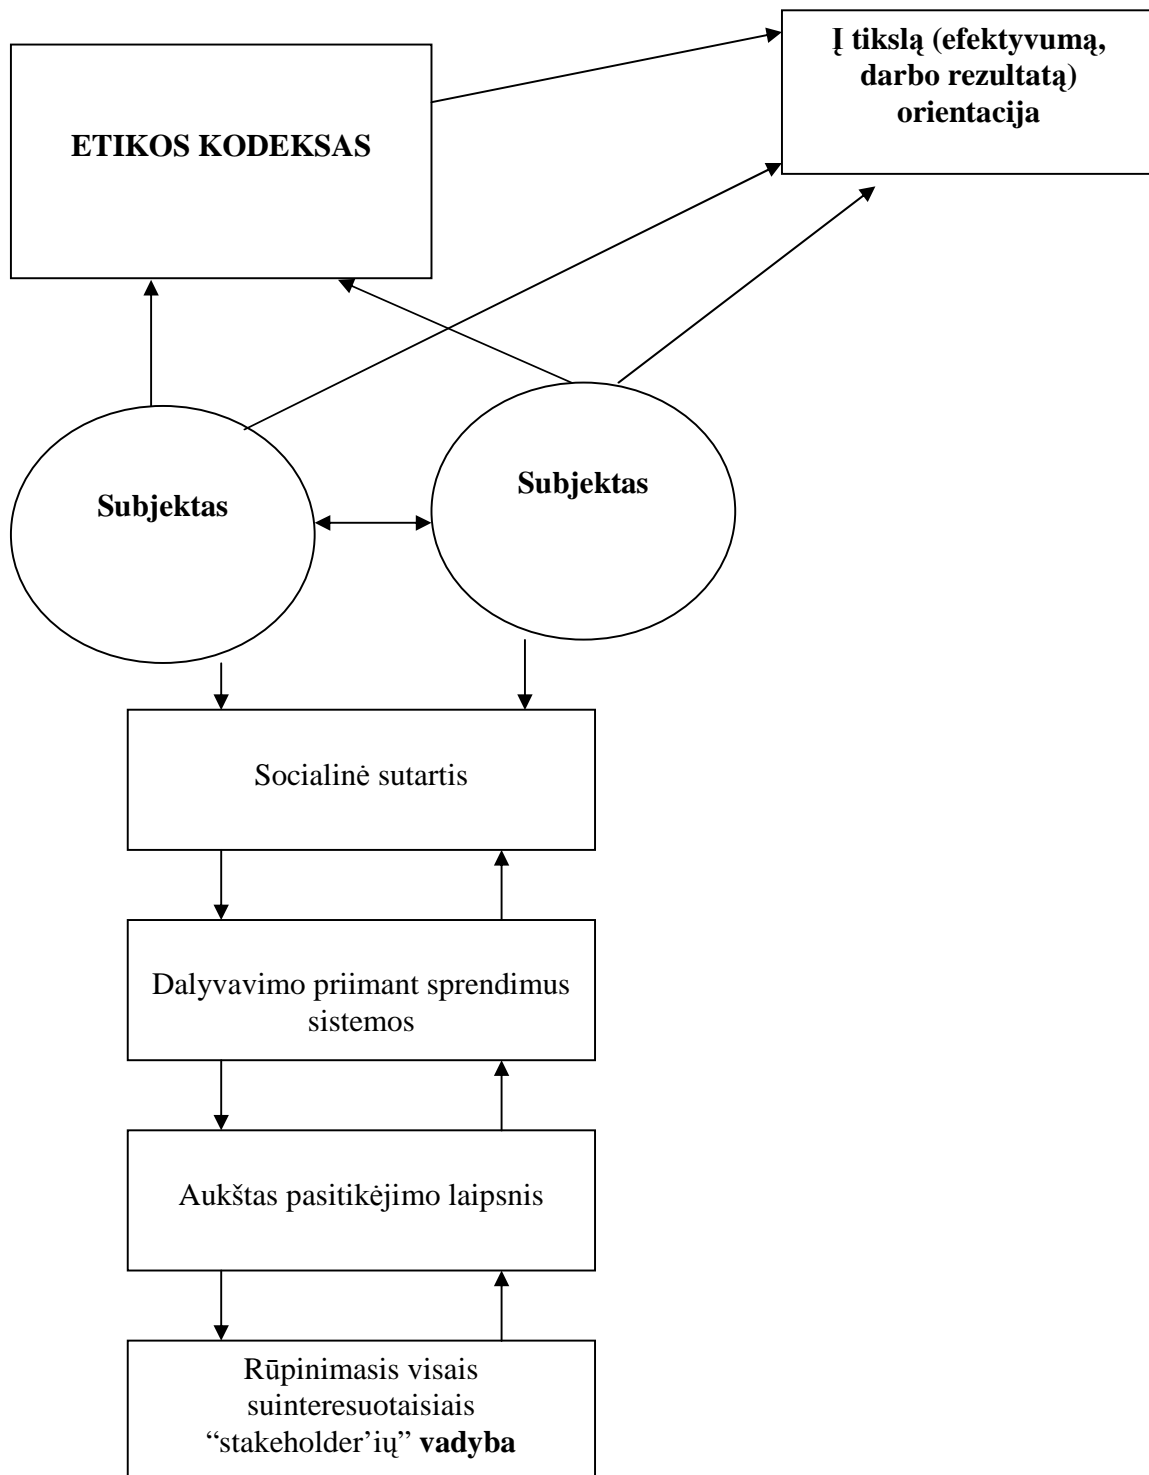 Į tikslą (efektyvumą,
darbo rezultatą)
orientacija
ETIKOS KODEKSAS
Subjektas
Subjektas
Socialinė sutartis
Dalyvavimo priimant sprendimus
sistemos
Aukštas pasitikėjimo laipsnis
Rūpinimasis visais
suinteresuotaisiais
“stakeholder’ių” vadyba